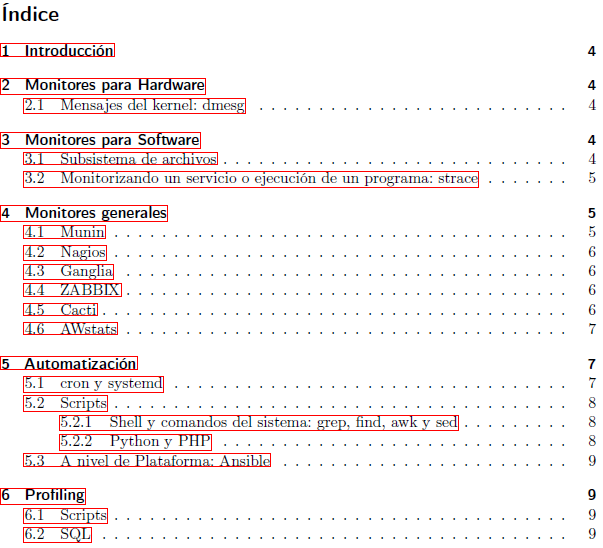 Índice
1 Introducción 4
2 Monitores para Hardware 4
2.1 Mensajes del kernel: dmesg . . . . . . . . . . . . . . . . . . . . . . . . . . 4
3 Monitores para Software 4
3.1 Subsistema de archivos . . . . . . . . . . . . . . . . . . . . . . . . . . . . . 4
3.2 Monitorizando un servicio o ejecución de un programa: strace . . . . . . . 5
4 Monitores generales 5
4.1 Munin . . . . . . . . . . . . . . . . . . . . . . . . . . . . . . . . . . . . . . 5
4.2 Nagios . . . . . . . . . . . . . . . . . . . . . . . . . . . . . . . . . . . . . . 6
4.3 Ganglia . . . . . . . . . . . . . . . . . . . . . . . . . . . . . . . . . . . . . 6
4.4 ZABBIX . . . . . . . . . . . . . . . . . . . . . . . . . . . . . . . . . . . . . 6
4.5 Cacti . . . . . . . . . . . . . . . . . . . . . . . . . . . . . . . . . . . . . . . 6
4.6 AWstats . . . . . . . . . . . . . . . . . . . . . . . . . . . . . . . . . . . . . 7
5 Automatización 7
5.1 cron y systemd . . . . . . . . . . . . . . . . . . . . . . . . . . . . . . . . . 7
5.2 Scripts . . . . . . . . . . . . . . . . . . . . . . . . . . . . . . . . . . . . . . 8
5.2.1 Shell y comandos del sistema: grep, find, awk y sed . . . . . . . . . 8
5.2.2 Python y PHP . . . . . . . . . . . . . . . . . . . . . . . . . . . . . 8
5.3 A nivel de Plataforma: Ansible . . . . . . . . . . . . . . . . . . . . . . . . 9
6 Profiling 9
6.1 Scripts . . . . . . . . . . . . . . . . . . . . . . . . . . . . . . . . . . . . . . 9
6.2 SQL . . . . . . . . . . . . . . . . . . . . . . . . . . . . . . . . . . . . . . . 9